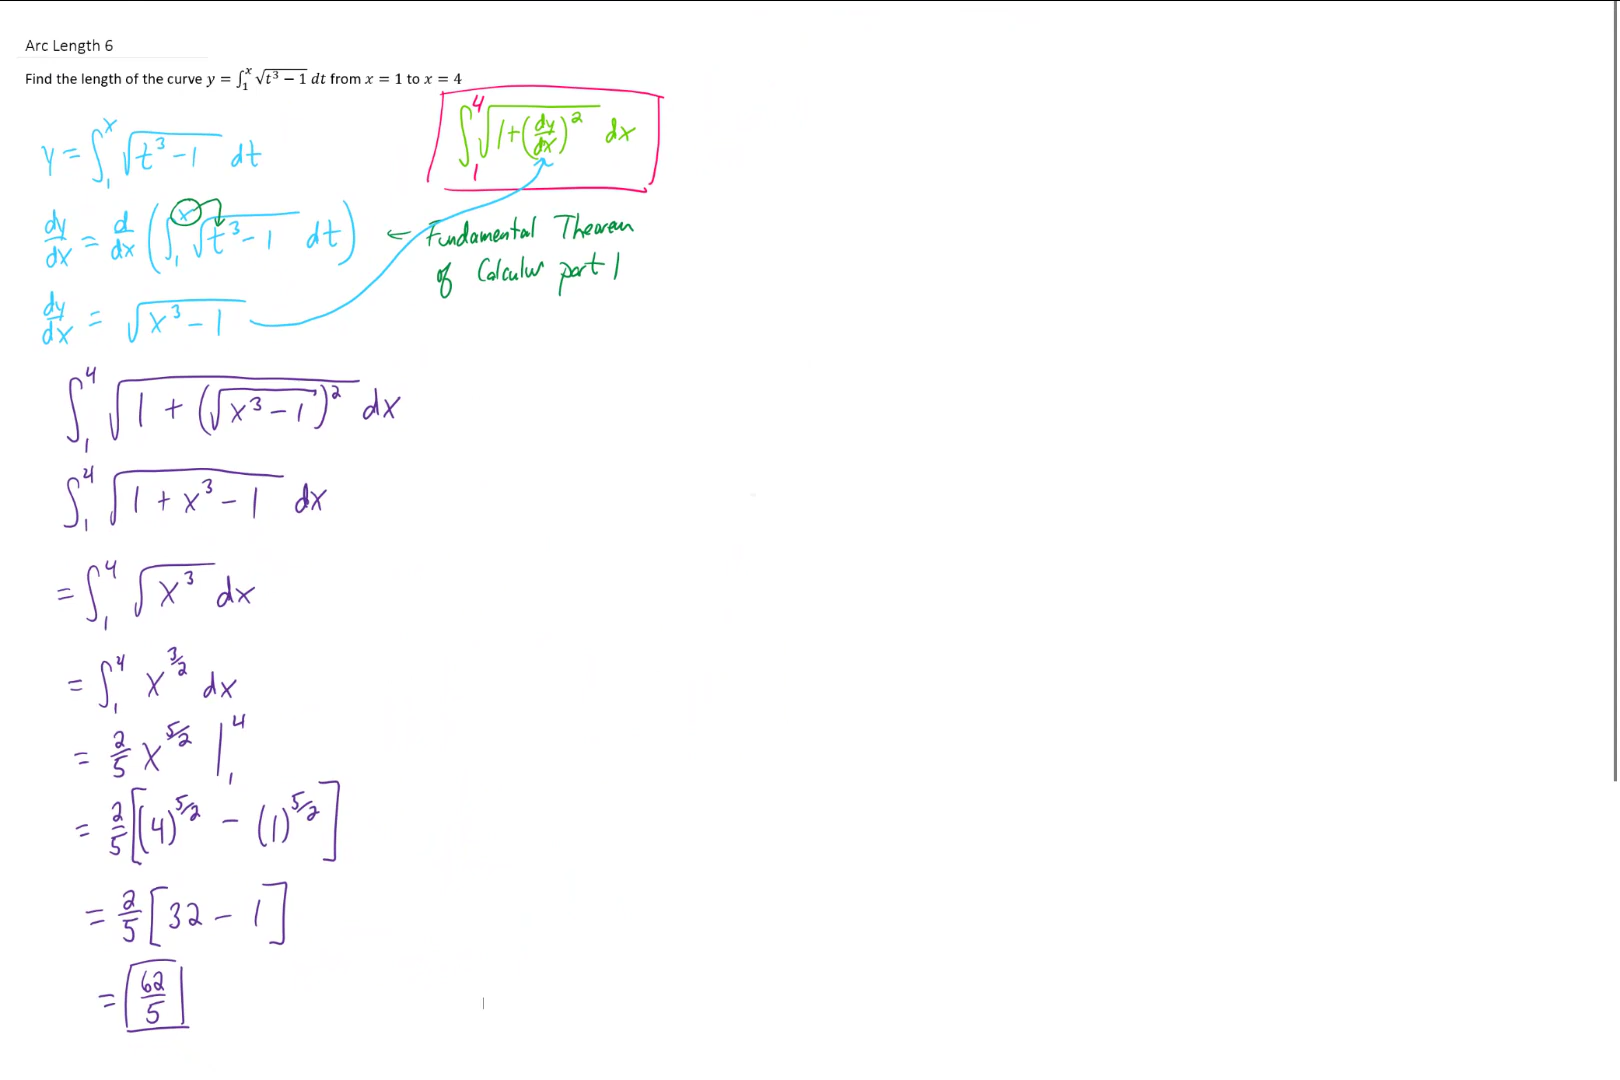 Arc Length 6
Find the length of the curve y = ∫₁ˣ √(t³ − 1) dt from x = 1 to x = 4
∫₁⁴ √(1+(dy/dx)²) dx
y = ∫₁ˣ √(t³ − 1) dt
dy/dx = d/dx (∫₁ˣ √(t³ − 1) dt) ← Fundamental Theorem
of Calculus part 1
dy/dx = √(x³ − 1)
∫₁⁴ √(1 + (√(x³ − 1))²) dx
∫₁⁴ √(1 + x³ − 1) dx
= ∫₁⁴ √(x³) dx
= ∫₁⁴ x^(3/2) dx
= 2/5 x^(5/2) |₁⁴
= 2/5 [(4)^(5/2) − (1)^(5/2)]
= 2/5 [32 − 1]
= 62/5